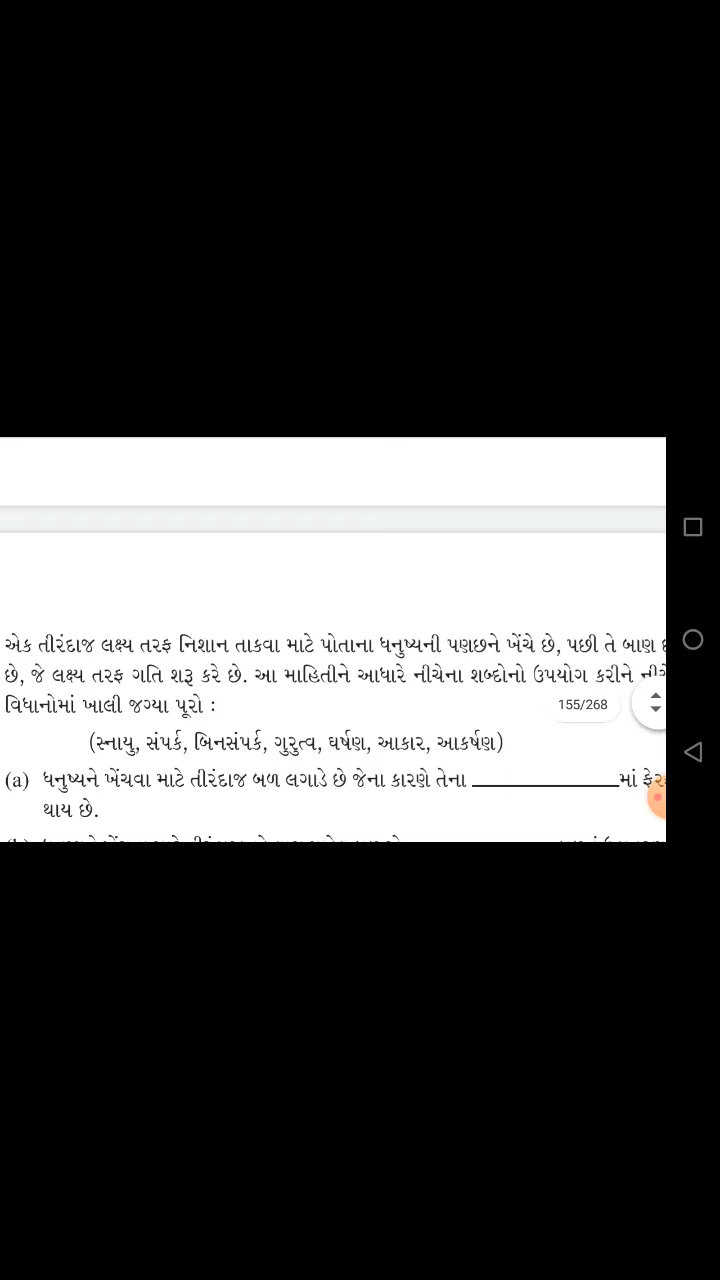 એક તીરંદાજ લક્ષ્ય તરફ નિશાન તાકવા માટે પોતાના ધનુષ્યની પણછને ખેંચે છે, પછી તે બાણ
છે, જે લક્ષ્ય તરફ ગતિ શરૂ કરે છે. આ માહિતીને આધારે નીચેના શબ્દોનો ઉપયોગ કરીને
વિધાનોમાં ખાલી જગ્યા પૂરો :
155/268
(સ્નાયુ, સંપર્ક, બિનસંપર્ક, ગુરુત્વ, ઘર્ષણ, આકાર, આકર્ષણ)
(a) ધનુષ્યને ખેંચવા માટે તીરંદાજ બળ લગાડે છે જેના કારણે તેના ______________માં
થાય છે.